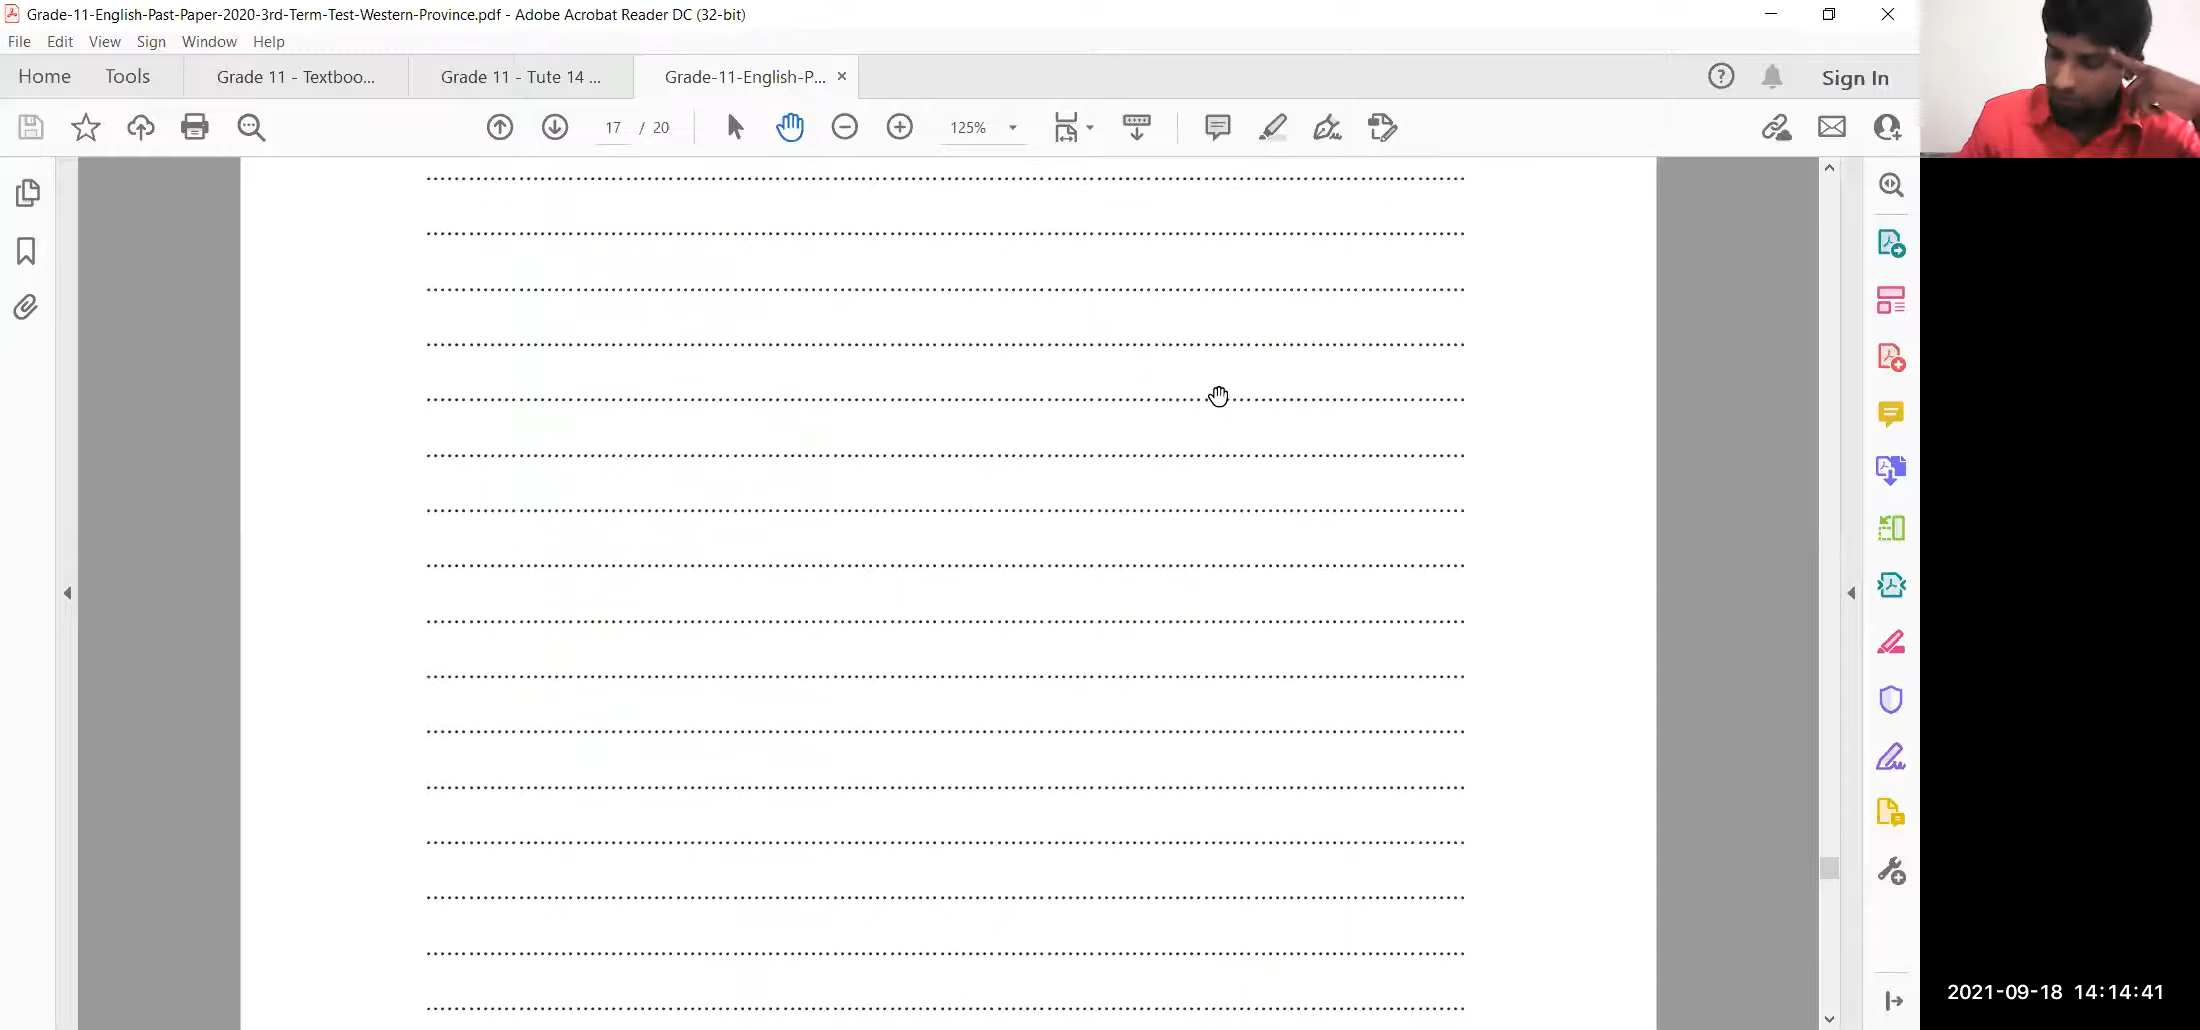 Grade-11-English-Past-Paper-2020-3rd-Term-Test-Western-Province.pdf - Adobe Acrobat Reader DC (32-bit)
File Edit View Sign Window Help
Home Tools Grade 11 - Textboo... Grade 11 - Tute 14 ... Grade-11-English-P... Sign In
17 / 20 125%
2021-09-18 14:14:41